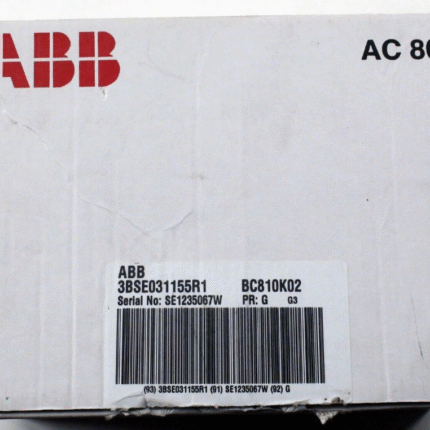 ABB
AC 80
ABB
3BSE031155R1 BC810K02
Serial No: SE1235067W PR: G G3
(93) 3BSE031155R1 (91) SE1235067W (92) G